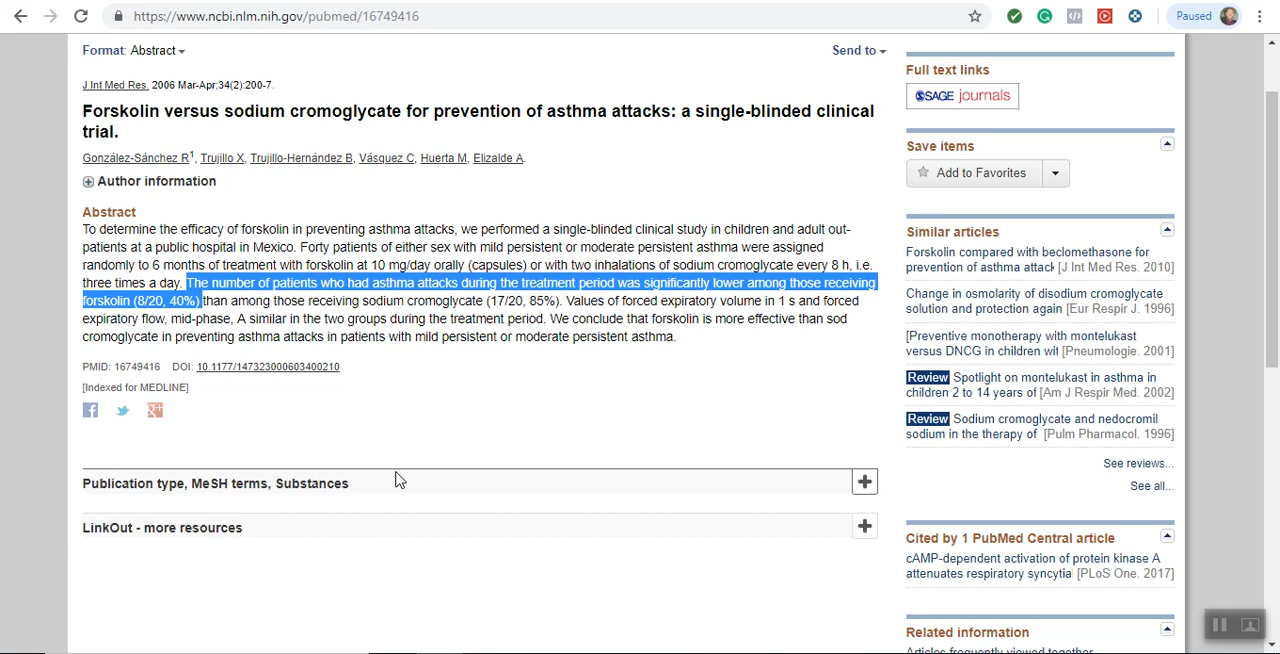 https://www.ncbi.nlm.nih.gov/pubmed/16749416
Paused
Format: Abstract
Send to
J Int Med Res. 2006 Mar-Apr;34(2):200-7.
Forskolin versus sodium cromoglycate for prevention of asthma attacks: a single-blinded clinical
trial.
González-Sánchez R1, Trujillo X, Trujillo-Hernández B, Vásquez C, Huerta M, Elizalde A.
Author information
Abstract
To determine the efficacy of forskolin in preventing asthma attacks, we performed a single-blinded clinical study in children and adult out-
patients at a public hospital in Mexico. Forty patients of either sex with mild persistent or moderate persistent asthma were assigned
randomly to 6 months of treatment with forskolin at 10 mg/day orally (capsules) or with two inhalations of sodium cromoglycate every 8 h, i.e.
three times a day. The number of patients who had asthma attacks during the treatment period was significantly lower among those receiving
forskolin (8/20, 40%) than among those receiving sodium cromoglycate (17/20, 85%). Values of forced expiratory volume in 1 s and forced
expiratory flow, mid-phase, A similar in the two groups during the treatment period. We conclude that forskolin is more effective than sod
cromoglycate in preventing asthma attacks in patients with mild persistent or moderate persistent asthma.
PMID: 16749416 DOI: 10.1177/147323000603400210
[Indexed for MEDLINE]
Publication type, MeSH terms, Substances
LinkOut - more resources
Full text links
SAGE journals
Save items
Add to Favorites
Similar articles
Forskolin compared with beclomethasone for
prevention of asthma attack [J Int Med Res. 2010]
Change in osmolarity of disodium cromoglycate
solution and protection again [Eur Respir J. 1996]
[Preventive monotherapy with montelukast
versus DNCG in children wit [Pneumologie. 2001]
Review Spotlight on montelukast in asthma in
children 2 to 14 years of [Am J Respir Med. 2002]
Review Sodium cromoglycate and nedocromil
sodium in the therapy of [Pulm Pharmacol. 1996]
See reviews...
See all...
Cited by 1 PubMed Central article
cAMP-dependent activation of protein kinase A
attenuates respiratory syncytia [PLoS One. 2017]
Related information
Articles frequently viewed together